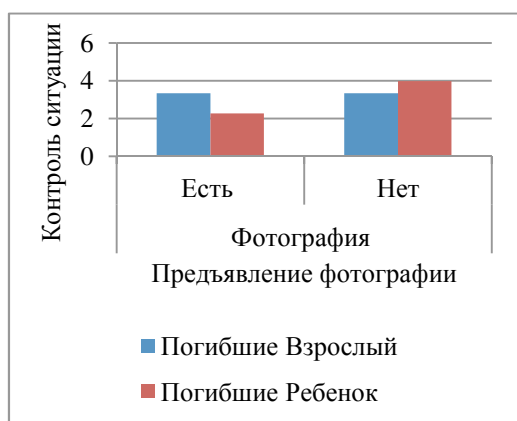 Контроль ситуации
6
4
2
0
Есть Нет
Фотография
Предъявление фотографии
Погибшие Взрослый
Погибшие Ребенок